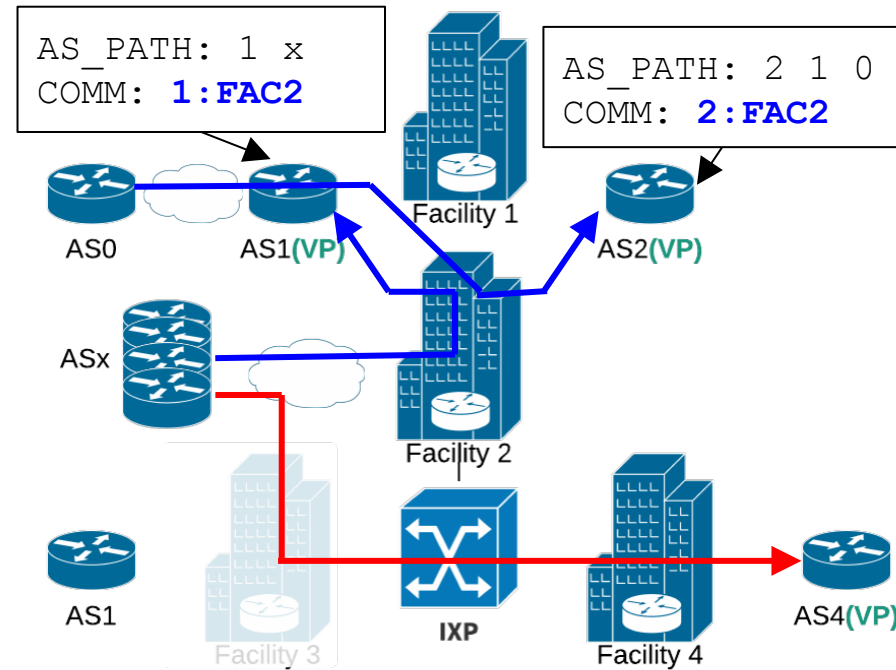 AS_PATH: 1 x
COMM: 1:FAC2
AS_PATH: 2 1 0
COMM: 2:FAC2
Facility 1
AS0
AS1(VP)
AS2(VP)
ASx
Facility 2
AS1
IXP
AS4(VP)
Facility 3
Facility 4